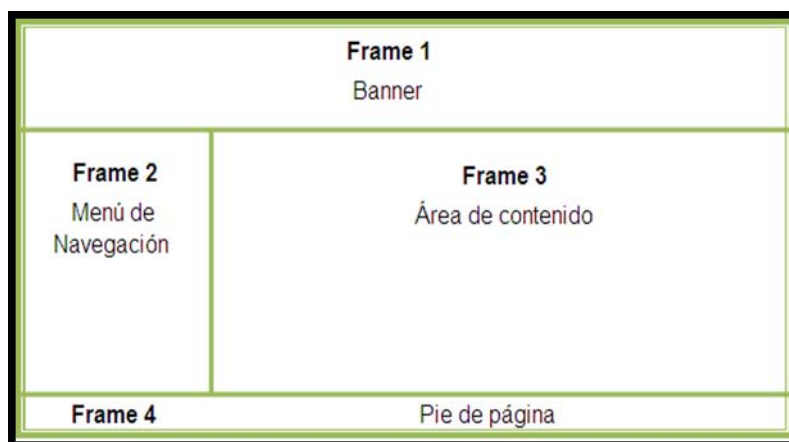 Frame 1
Banner
Frame 2
Menú de
Navegación
Frame 3
Área de contenido
Frame 4
Pie de página